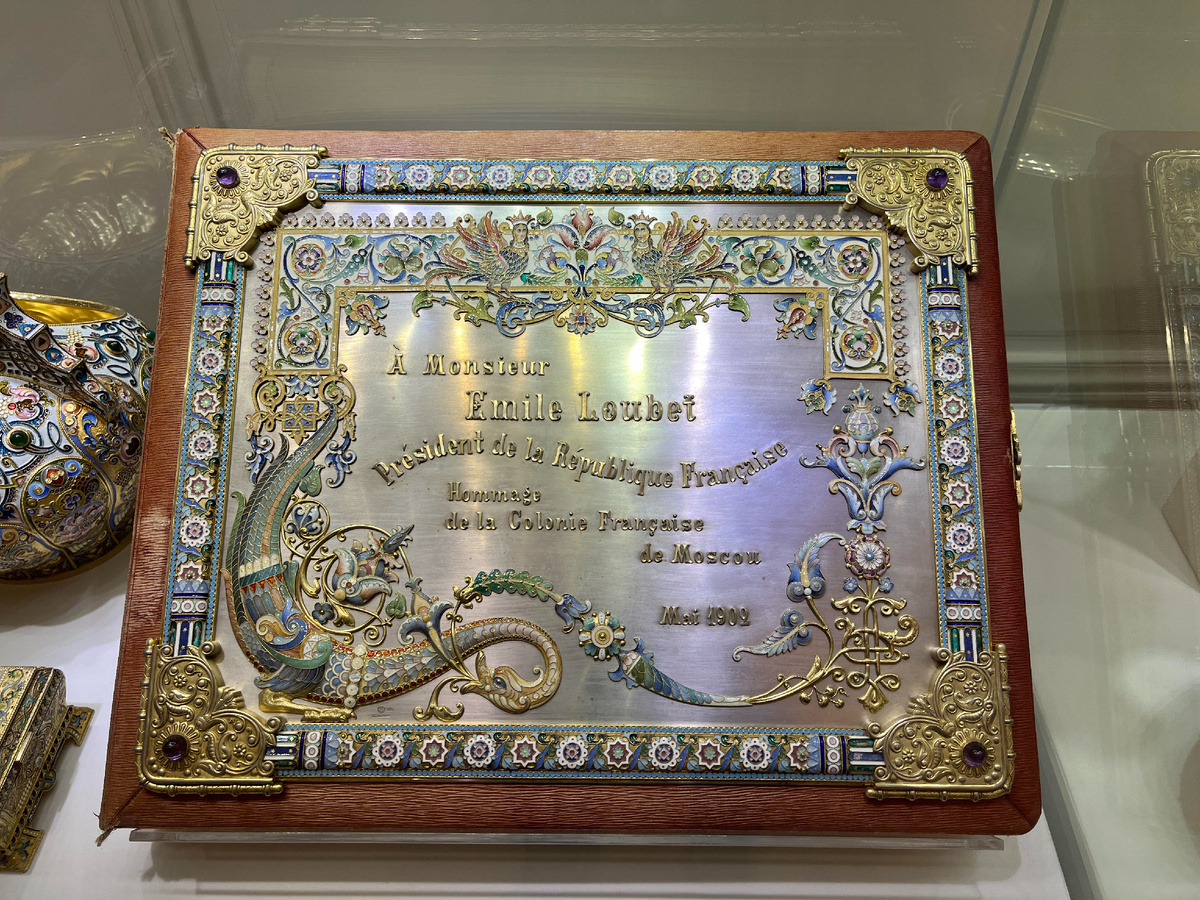 À Monsieur
Emile Loubet
Président de la République Française
Hommage
de la Colonie Française
de Moscou
Mai 1902